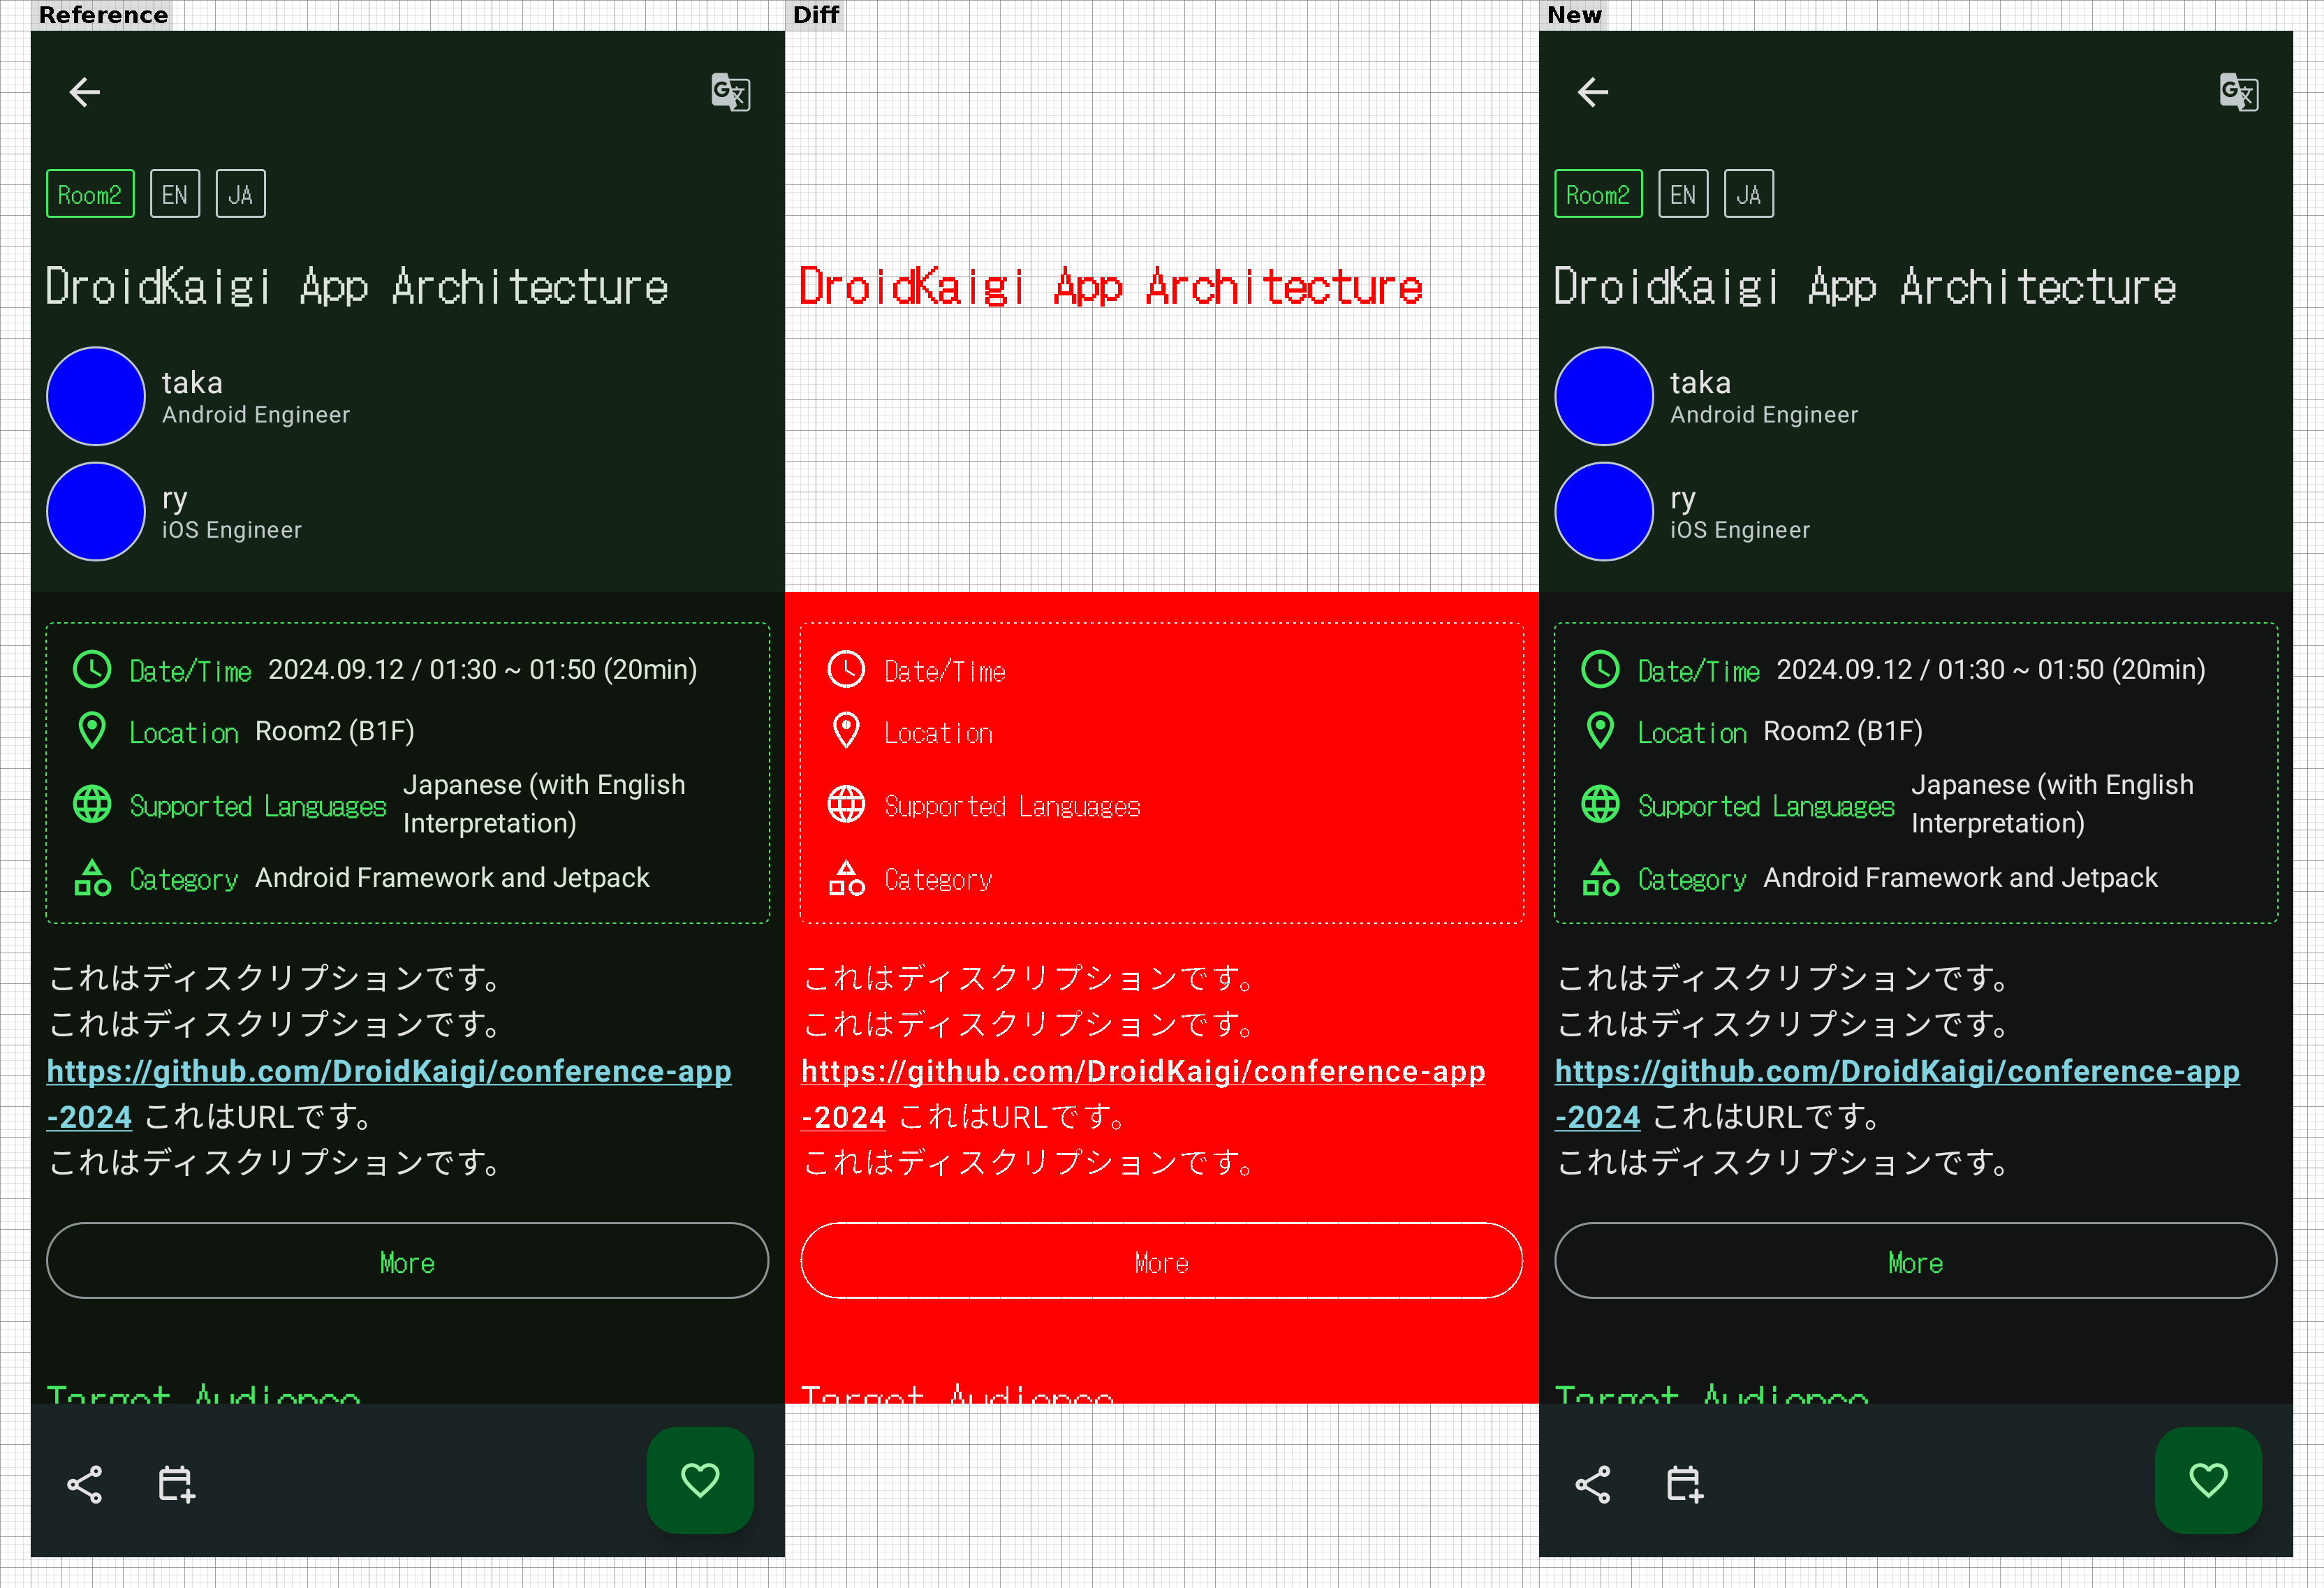 Reference
Room2 EN JA
DroidKaigi App Architecture
taka
Android Engineer
ry
iOS Engineer
Date/Time 2024.09.12 / 01:30 ~ 01:50 (20min)
Location Room2 (B1F)
Supported Languages Japanese (with English
Interpretation)
Category Android Framework and Jetpack
これはディスクリプションです。
これはディスクリプションです。
https://github.com/DroidKaigi/conference-app
-2024 これはURLです。
これはディスクリプションです。
More
Target Audience
Diff
DroidKaigi App Architecture
Date/Time
Location
Supported Languages
Category
これはディスクリプションです。
これはディスクリプションです。
https://github.com/DroidKaigi/conference-app
-2024 これはURLです。
これはディスクリプションです。
More
Target Audience
New
Room2 EN JA
DroidKaigi App Architecture
taka
Android Engineer
ry
iOS Engineer
Date/Time 2024.09.12 / 01:30 ~ 01:50 (20min)
Location Room2 (B1F)
Supported Languages Japanese (with English
Interpretation)
Category Android Framework and Jetpack
これはディスクリプションです。
これはディスクリプションです。
https://github.com/DroidKaigi/conference-app
-2024 これはURLです。
これはディスクリプションです。
More
Target Audience